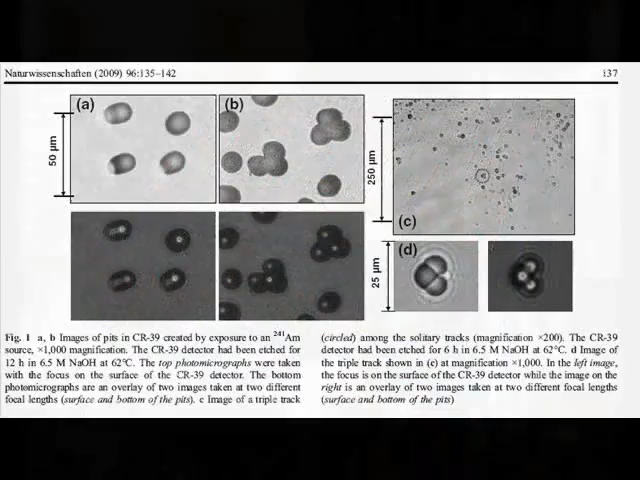 Naturwissenschaften (2009) 96:135–142
137
(a)
(b)
50 µm
250 µm
(c)
(d)
25 µm
Fig. 1 a, b Images of pits in CR-39 created by exposure to an ²⁴¹Am
source, ×1,000 magnification. The CR-39 detector had been etched for
12 h in 6.5 M NaOH at 62°C. The top photomicrographs were taken
with the focus on the surface of the CR-39 detector. The bottom
photomicrographs are an overlay of two images taken at two different
focal lengths (surface and bottom of the pits). c Image of a triple track
(circled) among the solitary tracks (magnification ×200). The CR-39
detector had been etched for 6 h in 6.5 M NaOH at 62°C. d Image of
the triple track shown in (c) at magnification ×1,000. In the left image,
the focus is on the surface of the CR-39 detector while the image on the
right is an overlay of two images taken at two different focal lengths
(surface and bottom of the pits)